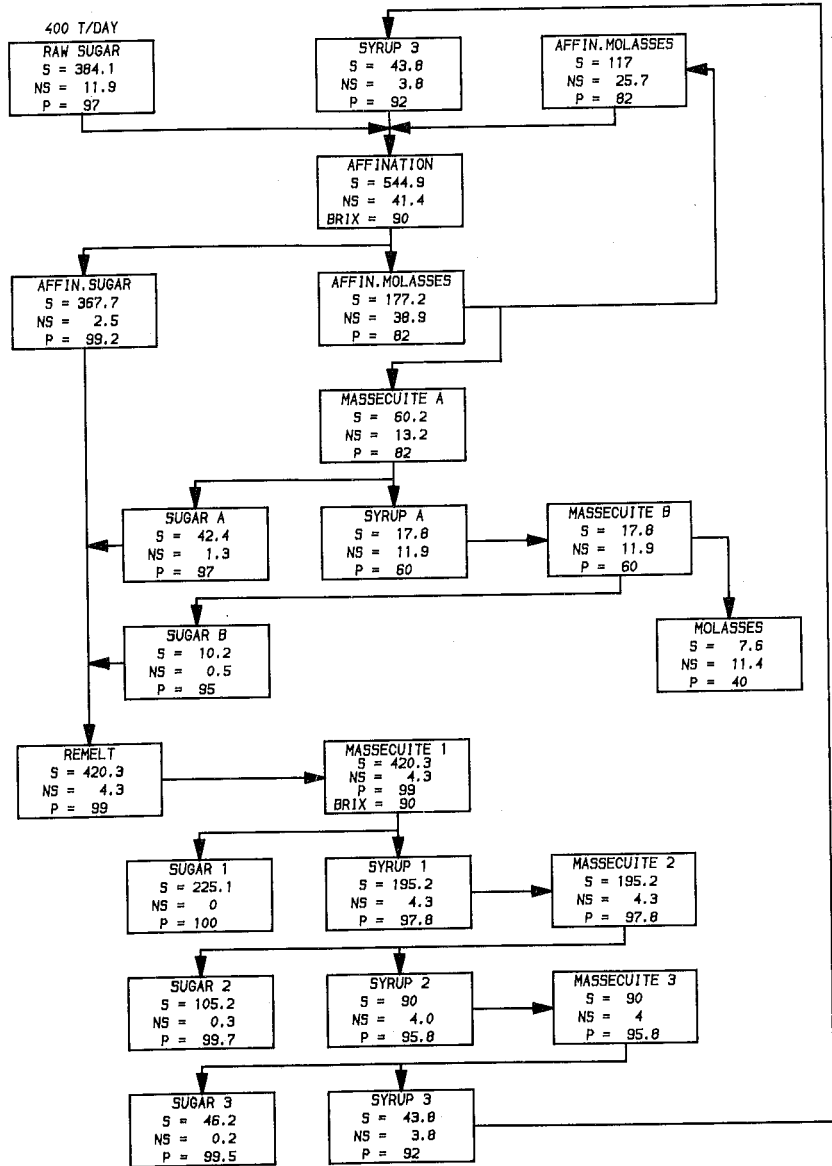 400 T/DAY
RAW SUGAR
S = 384.1
NS = 11.9
P = 97
SYRUP 3
S = 43.8
NS = 3.8
P = 92
AFFIN.MOLASSES
S = 117
NS = 25.7
P = 82
AFFINATION
S = 544.9
NS = 41.4
BRIX = 90
AFFIN.SUGAR
S = 367.7
NS = 2.5
P = 99.2
AFFIN.MOLASSES
S = 177.2
NS = 38.9
P = 82
MASSECUITE A
S = 60.2
NS = 13.2
P = 82
SUGAR A
S = 42.4
NS = 1.3
P = 97
SYRUP A
S = 17.8
NS = 11.9
P = 60
MASSECUITE B
S = 17.8
NS = 11.9
P = 60
SUGAR B
S = 10.2
NS = 0.5
P = 95
MOLASSES
S = 7.6
NS = 11.4
P = 40
REMELT
S = 420.3
NS = 4.3
P = 99
MASSECUITE 1
S = 420.3
NS = 4.3
P = 99
BRIX = 90
SUGAR 1
S = 225.1
NS = 0
P = 100
SYRUP 1
S = 195.2
NS = 4.3
P = 97.8
MASSECUITE 2
S = 195.2
NS = 4.3
P = 97.8
SUGAR 2
S = 105.2
NS = 0.3
P = 99.7
SYRUP 2
S = 90
NS = 4.0
P = 95.8
MASSECUITE 3
S = 90
NS = 4
P = 95.8
SUGAR 3
S = 46.2
NS = 0.2
P = 99.5
SYRUP 3
S = 43.8
NS = 3.8
P = 92